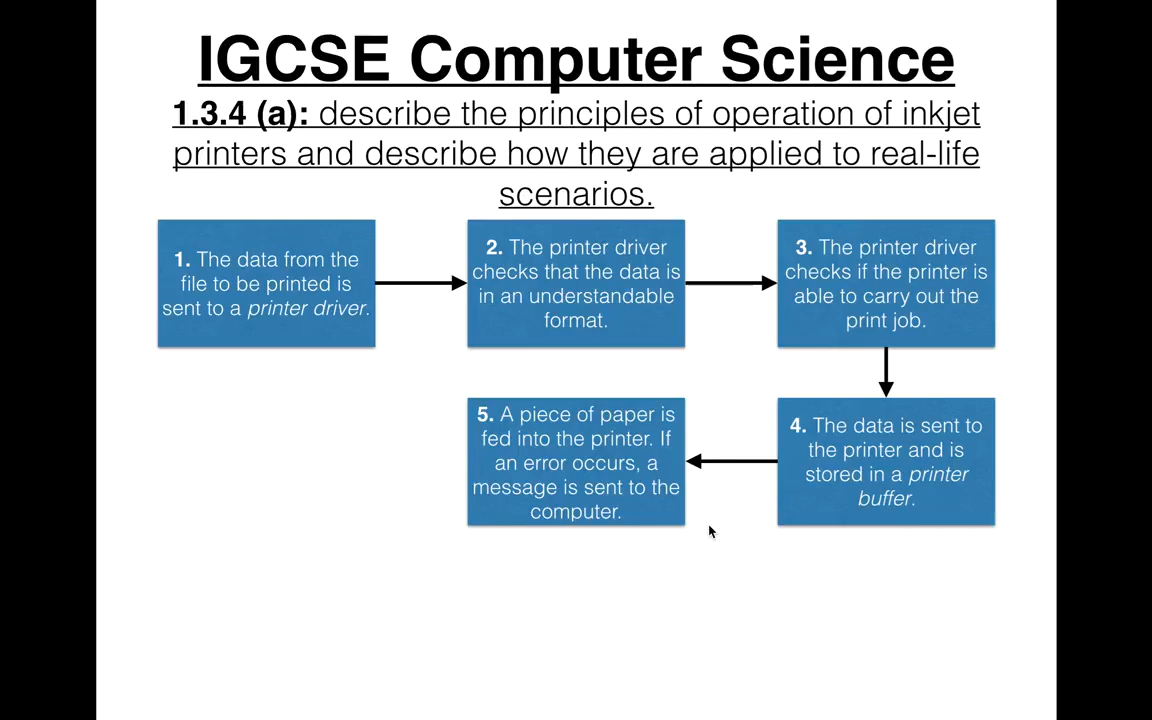 IGCSE Computer Science
1.3.4 (a): describe the principles of operation of inkjet
printers and describe how they are applied to real-life
scenarios.
1. The data from the
file to be printed is
sent to a printer driver.
2. The printer driver
checks that the data is
in an understandable
format.
3. The printer driver
checks if the printer is
able to carry out the
print job.
4. The data is sent to
the printer and is
stored in a printer
buffer.
5. A piece of paper is
fed into the printer. If
an error occurs, a
message is sent to the
computer.